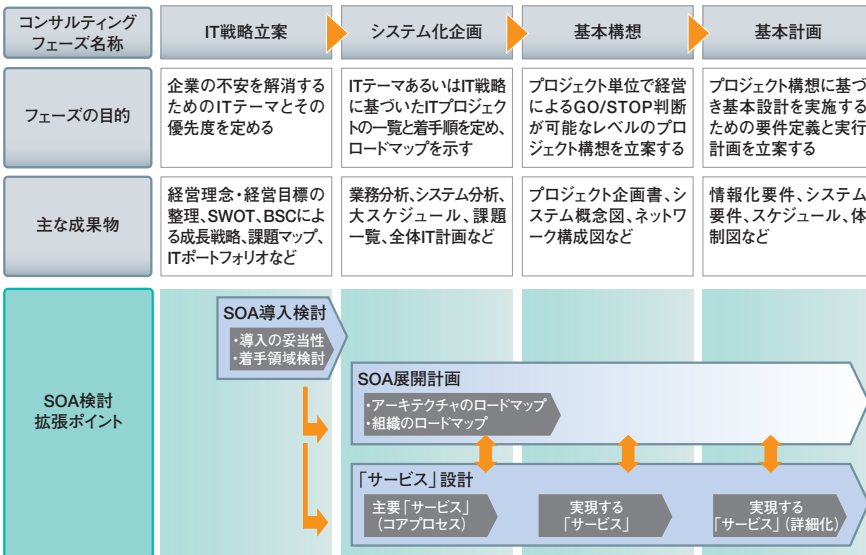 コンサルティング
フェーズ名称
IT戦略立案
システム化企画
基本構想
基本計画
フェーズの目的
企業の不安を解消する
ためのITテーマとその
優先度を定める
ITテーマあるいはIT戦略
に基づいたITプロジェク
トの一覧と着手順を定め、
ロードマップを示す
プロジェクト単位で経営
によるGO/STOP判断
が可能なレベルのプロ
ジェクト構想を立案する
プロジェクト構想に基づ
き基本設計を実施する
ための要件定義と実行
計画を立案する
主な成果物
経営理念・経営目標の
整理、SWOT、BSCによ
る成長戦略、課題マップ、
ITポートフォリオなど
業務分析、システム分析、
大スケジュール、課題
一覧、全体IT計画など
プロジェクト企画書、シ
ステム概念図、ネットワ
ーク構成図など
情報化要件、システム
要件、スケジュール、体
制図など
SOA検討
拡張ポイント
SOA導入検討
・導入の妥当性
・着手領域検討
SOA展開計画
・アーキテクチャのロードマップ
・組織のロードマップ
「サービス」設計
主要「サービス」
(コアプロセス)
実現する
「サービス」
実現する
「サービス」(詳細化)